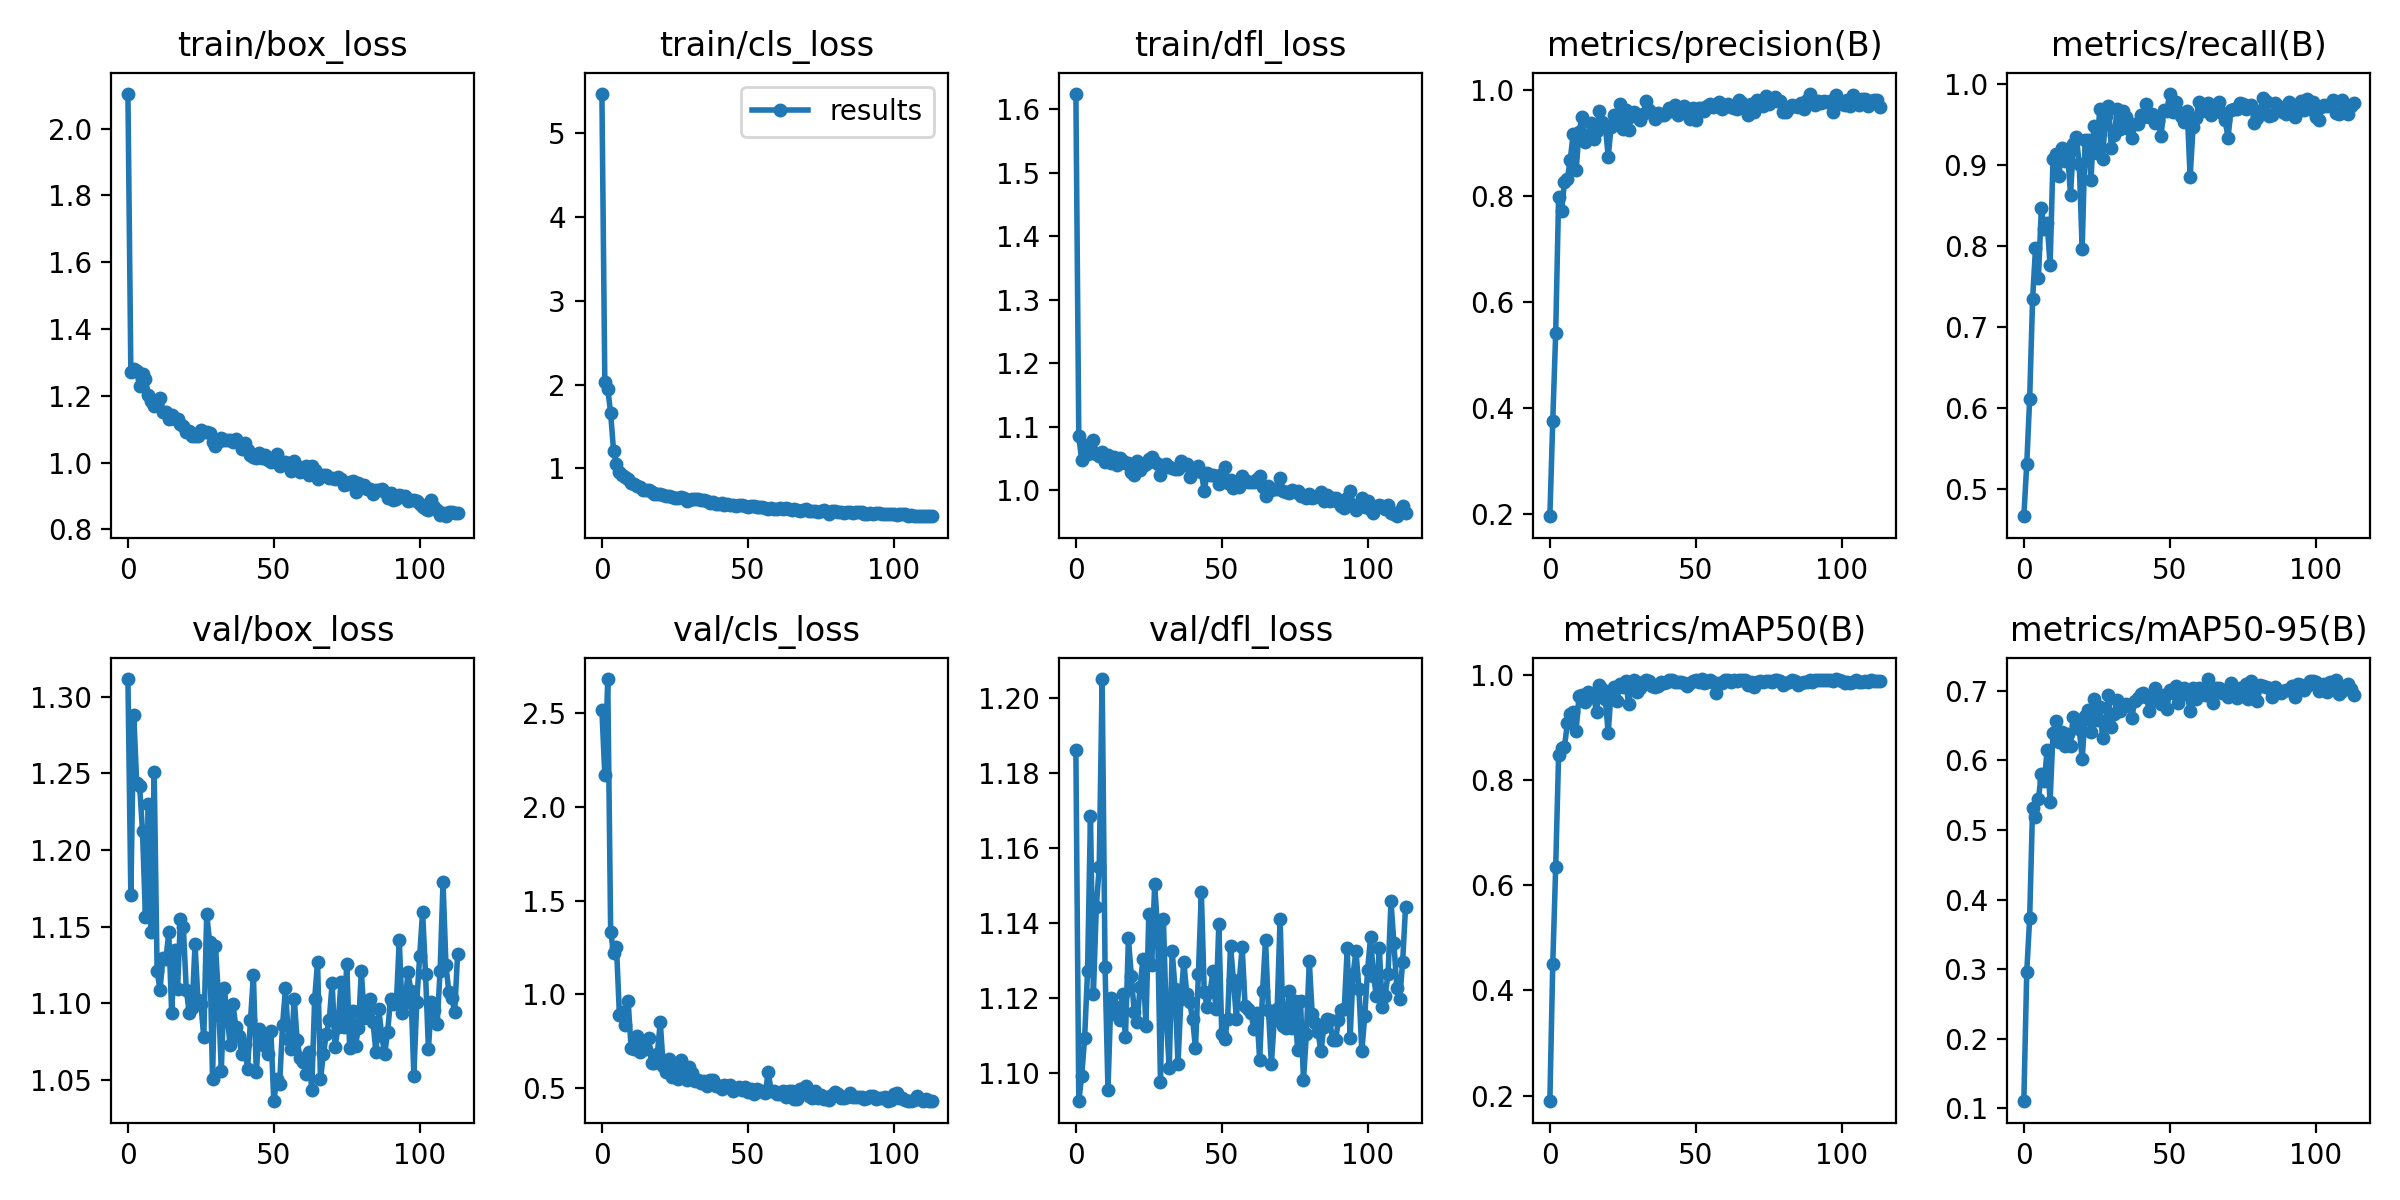 train/box_loss
2.0
1.8
1.6
1.4
1.2
1.0
0.8
0 50 100
train/cls_loss
results
5
4
3
2
1
0 50 100
train/dfl_loss
1.6
1.5
1.4
1.3
1.2
1.1
1.0
0 50 100
metrics/precision(B)
1.0
0.8
0.6
0.4
0.2
0 50 100
metrics/recall(B)
1.0
0.9
0.8
0.7
0.6
0.5
0 50 100
val/box_loss
1.30
1.25
1.20
1.15
1.10
1.05
0 50 100
val/cls_loss
2.5
2.0
1.5
1.0
0.5
0 50 100
val/dfl_loss
1.20
1.18
1.16
1.14
1.12
1.10
0 50 100
metrics/mAP50(B)
1.0
0.8
0.6
0.4
0.2
0 50 100
metrics/mAP50-95(B)
0.7
0.6
0.5
0.4
0.3
0.2
0.1
0 50 100